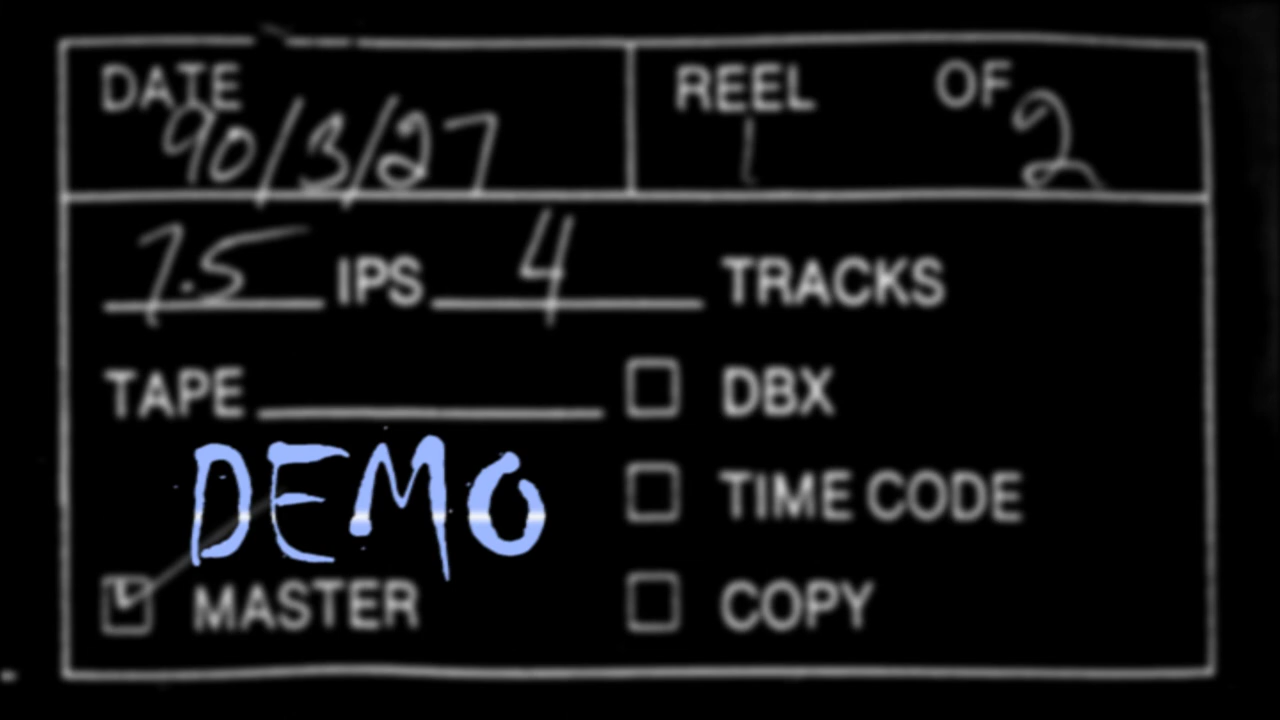 DATE REEL OF
90/3/27 1 2
7.5 IPS 4 TRACKS
TAPE DBX
DEMO TIME CODE
MASTER COPY